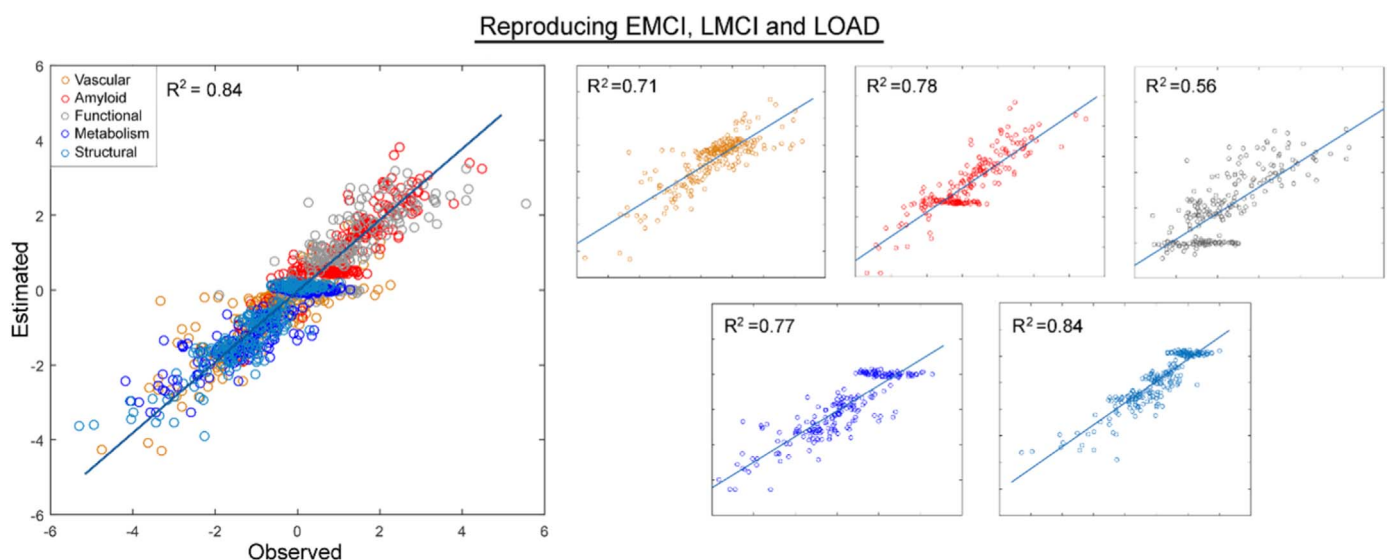 Reproducing EMCI, LMCI and LOAD
6
4
2
0
-2
-4
-6
-6
-4
-2
0
2
4
6
Estimated
Observed
Vascular
Amyloid
Functional
Metabolism
Structural
R² = 0.84
R²=0.71
R²=0.78
R²=0.56
R²=0.77
R²=0.84